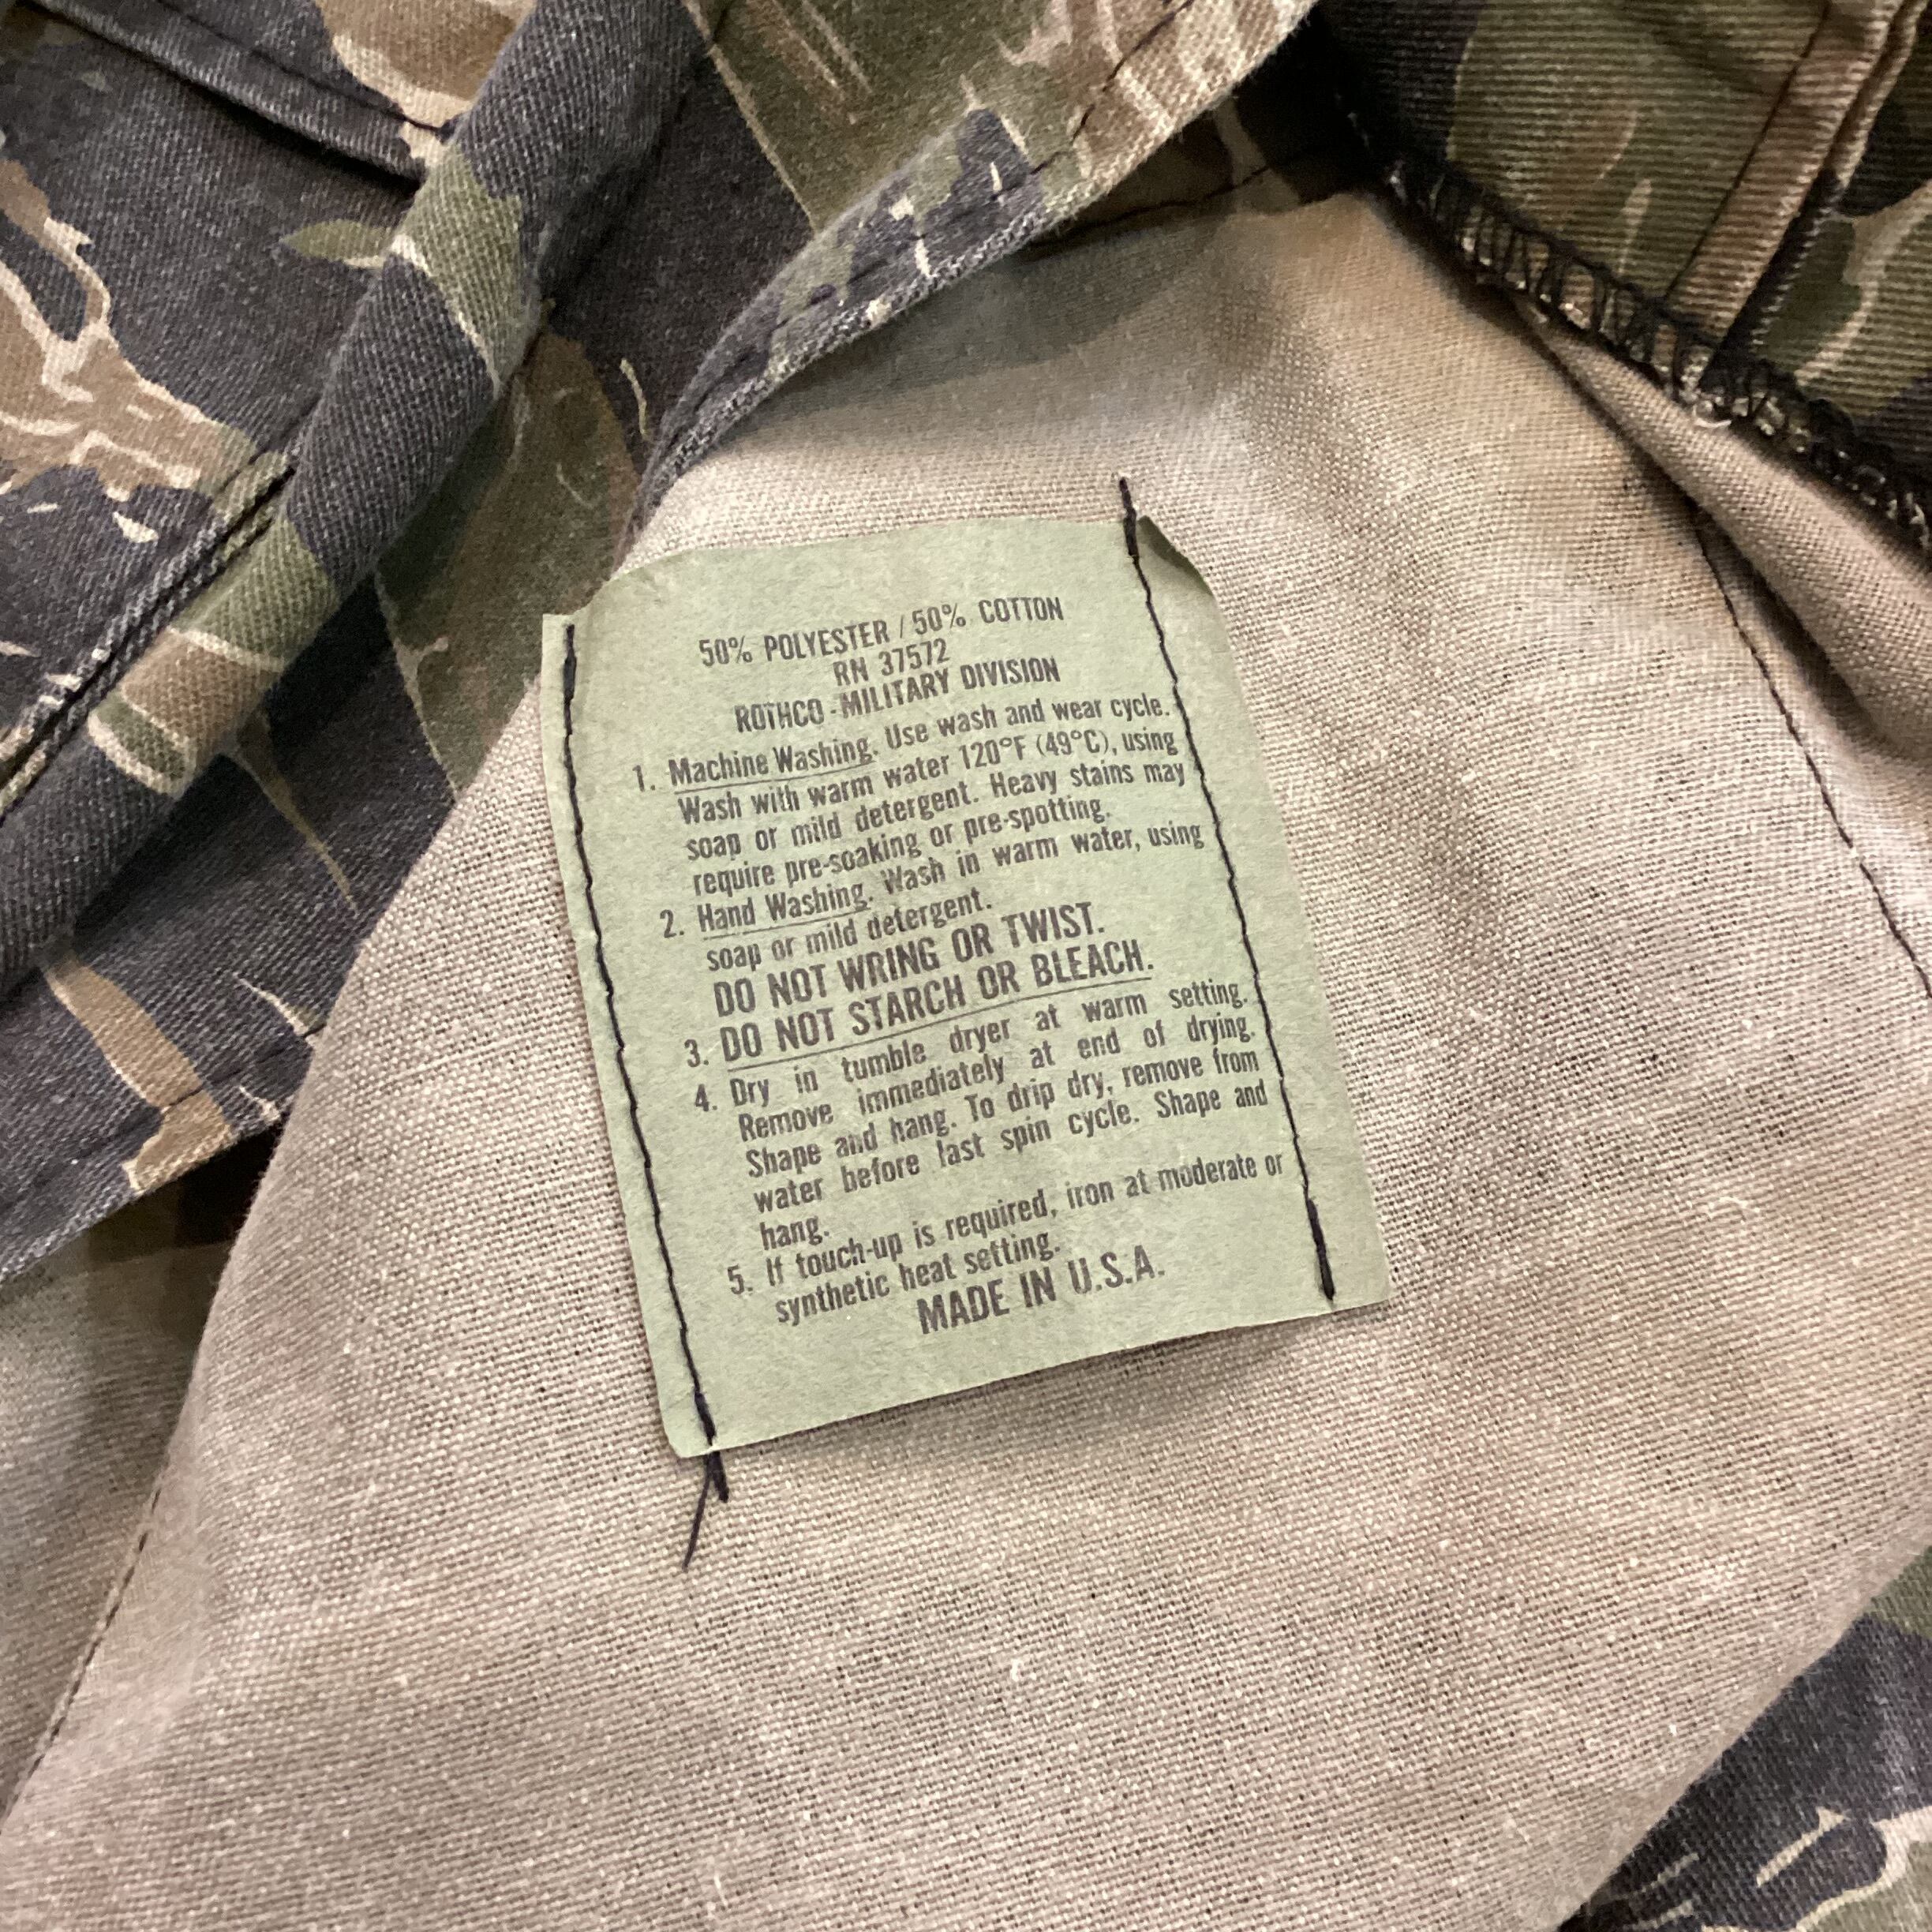 50% POLYESTER / 50% COTTON
RN 37572
ROTHCO - MILITARY DIVISION
1. Machine Washing. Use wash and wear cycle.
Wash with warm water 120°F (49°C), using
soap or mild detergent. Heavy stains may
require pre-soaking or pre-spotting.
2. Hand Washing. Wash in warm water, using
soap or mild detergent.
DO NOT WRING OR TWIST.
3. DO NOT STARCH OR BLEACH.
4. Dry in tumble dryer at warm setting.
Remove immediately at end of drying.
Shape and hang. To drip dry, remove from
water before last spin cycle. Shape and
hang.
5. If touch-up is required, iron at moderate or
synthetic heat setting.
MADE IN U.S.A.